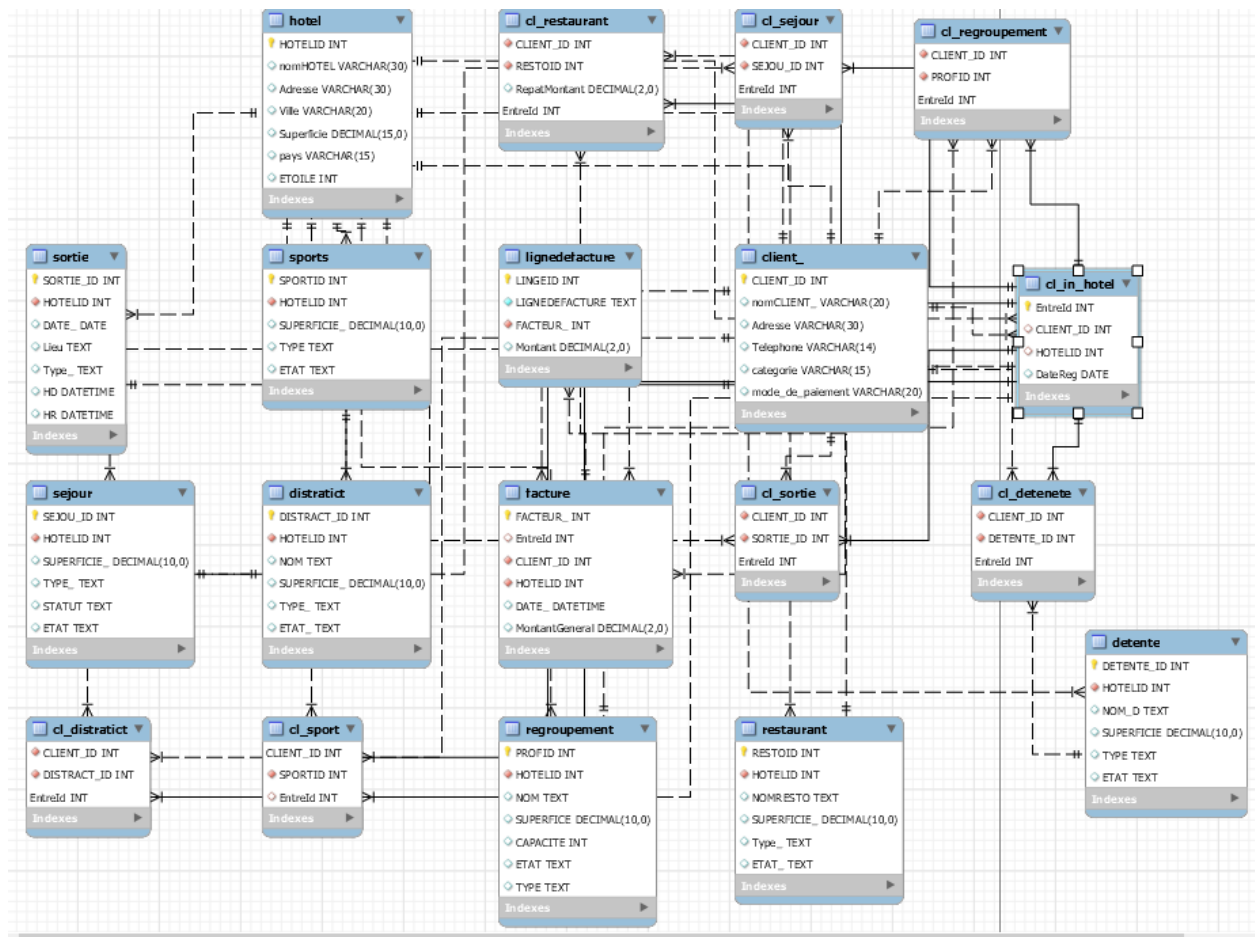 hotel
HOTELID INT
nomHOTEL VARCHAR(30)
Adresse VARCHAR(30)
Ville VARCHAR(20)
Superficie DECIMAL(15,0)
pays VARCHAR(15)
ETOILE INT
Indexes
cl_restaurant
CLIENT_ID INT
RESTOID INT
RepatMontant DECIMAL(2,0)
EntreId INT
Indexes
cl_sejour
CLIENT_ID INT
SEJOU_ID INT
EntreId INT
Indexes
cl_regroupement
CLIENT_ID INT
PROFID INT
EntreId INT
Indexes
sortie
SORTIE_ID INT
HOTELID INT
DATE_ DATE
Lieu TEXT
Type_ TEXT
HD DATETIME
HR DATETIME
Indexes
sports
SPORTID INT
HOTELID INT
SUPERFICIE_ DECIMAL(10,0)
TYPE TEXT
ETAT TEXT
Indexes
lignedefacture
LINGEID INT
LIGNEDEFACTURE TEXT
FACTEUR_ INT
Montant DECIMAL(2,0)
Indexes
client_
CLIENT_ID INT
nomCLIENT_ VARCHAR(20)
Adresse VARCHAR(30)
Telephone VARCHAR(14)
categorie VARCHAR(15)
mode_de_paiement VARCHAR(20)
Indexes
cl_in_hotel
EntreId INT
CLIENT_ID INT
HOTELID INT
DateReg DATE
Indexes
sejour
SEJOU_ID INT
HOTELID INT
SUPERFICIE_ DECIMAL(10,0)
TYPE_ TEXT
STATUT TEXT
ETAT TEXT
Indexes
distratict
DISTRACT_ID INT
HOTELID INT
NOM TEXT
SUPERFICIE_ DECIMAL(10,0)
TYPE_ TEXT
ETAT_ TEXT
Indexes
facture
FACTEUR_ INT
EntreId INT
CLIENT_ID INT
HOTELID INT
DATE_ DATETIME
MontantGeneral DECIMAL(2,0)
Indexes
cl_sortie
CLIENT_ID INT
SORTIE_ID INT
EntreId INT
Indexes
cl_detenete
CLIENT_ID INT
DETENTE_ID INT
EntreId INT
Indexes
detente
DETENTE_ID INT
HOTELID INT
NOM_D TEXT
SUPERFICIE DECIMAL(10,0)
TYPE TEXT
ETAT TEXT
Indexes
cl_distratict
CLIENT_ID INT
DISTRACT_ID INT
EntreId INT
Indexes
cl_sport
CLIENT_ID INT
SPORTID INT
EntreId INT
Indexes
regroupement
PROFID INT
HOTELID INT
NOM TEXT
SUPERFICE DECIMAL(10,0)
CAPACITE INT
ETAT TEXT
TYPE TEXT
Indexes
restaurant
RESTOID INT
HOTELID INT
NOMRESTO TEXT
SUPERFICIE_ DECIMAL(10,0)
Type_ TEXT
ETAT_ TEXT
Indexes